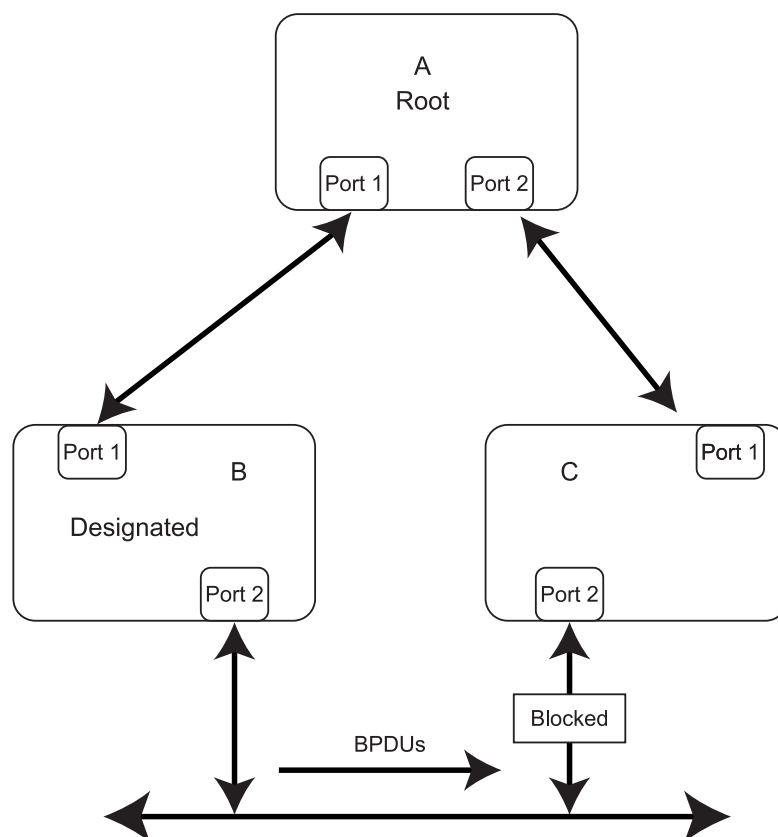 A
Root
Port 1
Port 2
Port 1
B
Designated
Port 2
C
Port 1
Port 2
Blocked
BPDUs